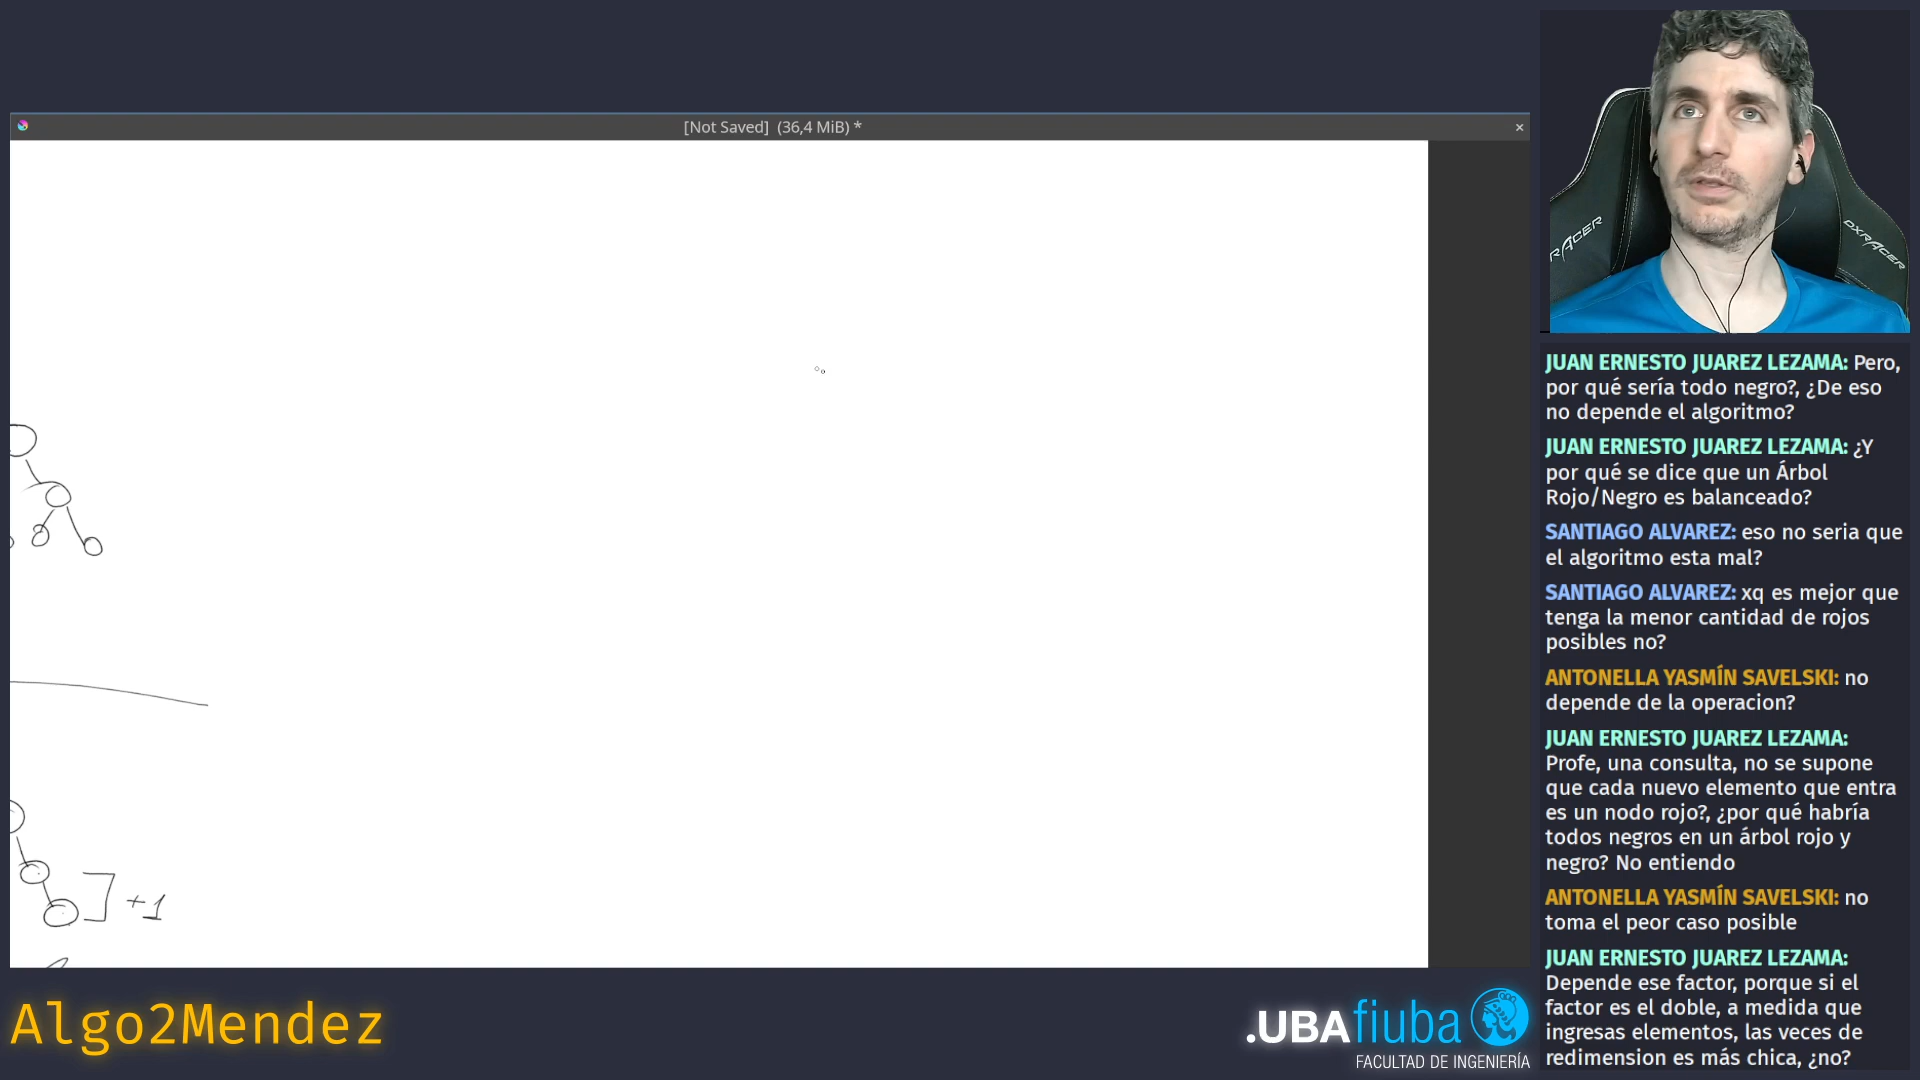 [Not Saved] (36,4 MiB) *
×
RACER
DXRACER
JUAN ERNESTO JUAREZ LEZAMA: Pero,
por qué sería todo negro?, ¿De eso
no depende el algoritmo?
JUAN ERNESTO JUAREZ LEZAMA: ¿Y
por qué se dice que un Árbol
Rojo/Negro es balanceado?
SANTIAGO ALVAREZ: eso no seria que
el algoritmo esta mal?
SANTIAGO ALVAREZ: xq es mejor que
tenga la menor cantidad de rojos
posibles no?
ANTONELLA YASMÍN SAVELSKI: no
depende de la operacion?
JUAN ERNESTO JUAREZ LEZAMA:
Profe, una consulta, no se supone
que cada nuevo elemento que entra
es un nodo rojo?, ¿por qué habría
todos negros en un árbol rojo y
negro? No entiendo
ANTONELLA YASMÍN SAVELSKI: no
toma el peor caso posible
JUAN ERNESTO JUAREZ LEZAMA:
Depende ese factor, porque si el
factor es el doble, a medida que
ingresas elementos, las veces de
redimension es más chica, ¿no?
+1
Algo2Mendez
.UBAfiuba
FACULTAD DE INGENIERÍA